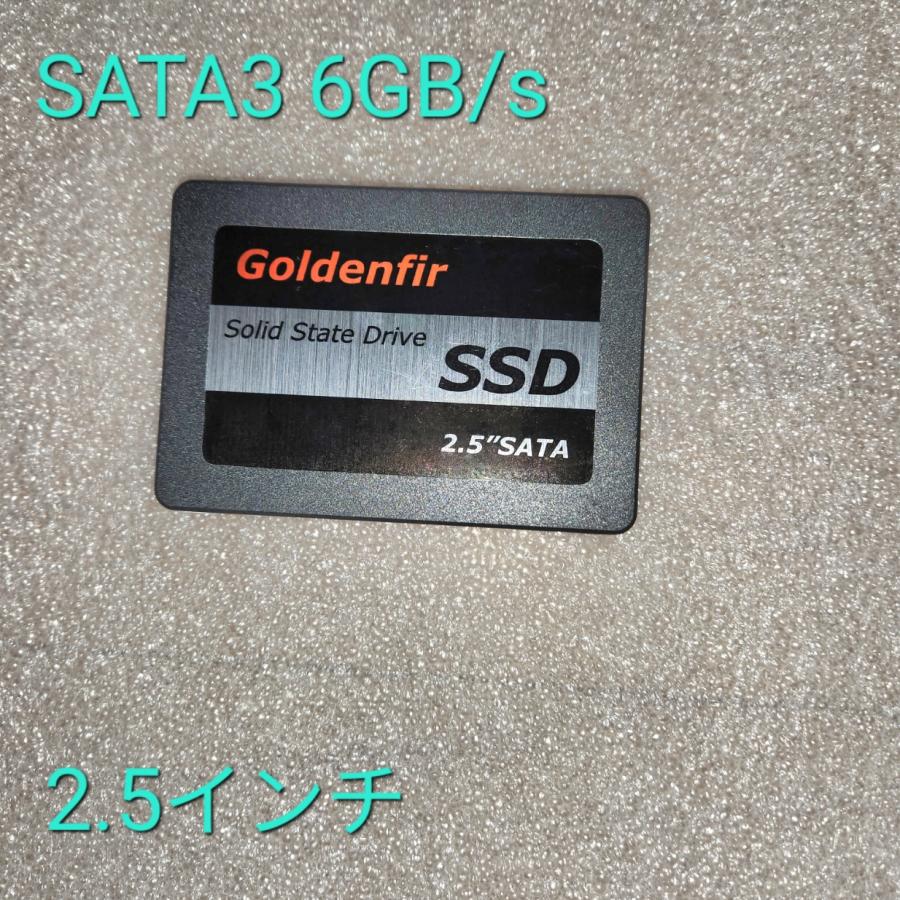 SATA3 6GB/s
Goldenfir
Solid State Drive
SSD
2.5"SATA
2.5インチ